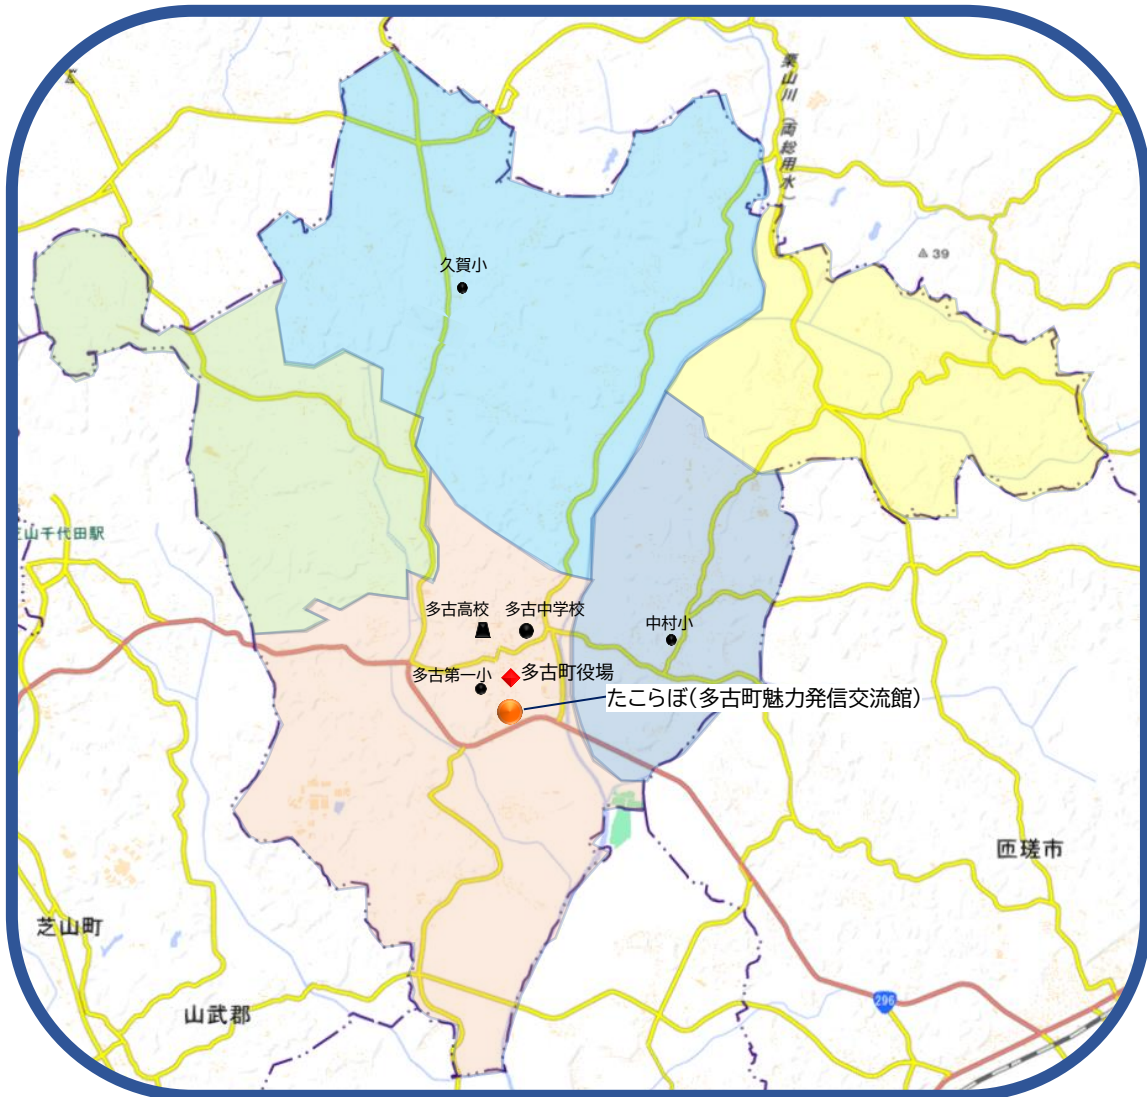 栗山川(両総用水)
39
久賀小
山千代田駅
多古高校
多古中学校
中村小
多古第一小
多古町役場
たこらぼ(多古町魅力発信交流館)
匝瑳市
芝山町
296
山武郡